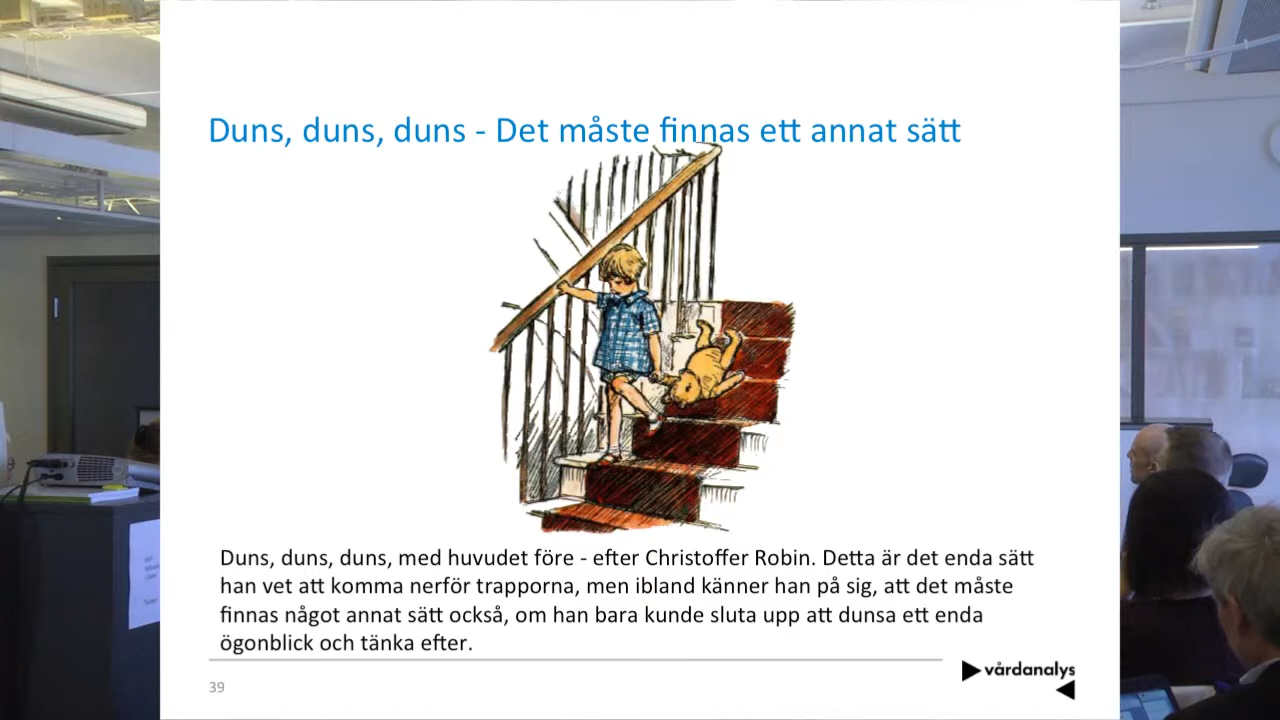 Duns, duns, duns - Det måste finnas ett annat sätt
Duns, duns, duns, med huvudet före - efter Christoffer Robin. Detta är det enda sätt
han vet att komma nerför trapporna, men ibland känner han på sig, att det måste
finnas något annat sätt också, om han bara kunde sluta upp att dunsa ett enda
ögonblick och tänka efter.
39
vårdanalys